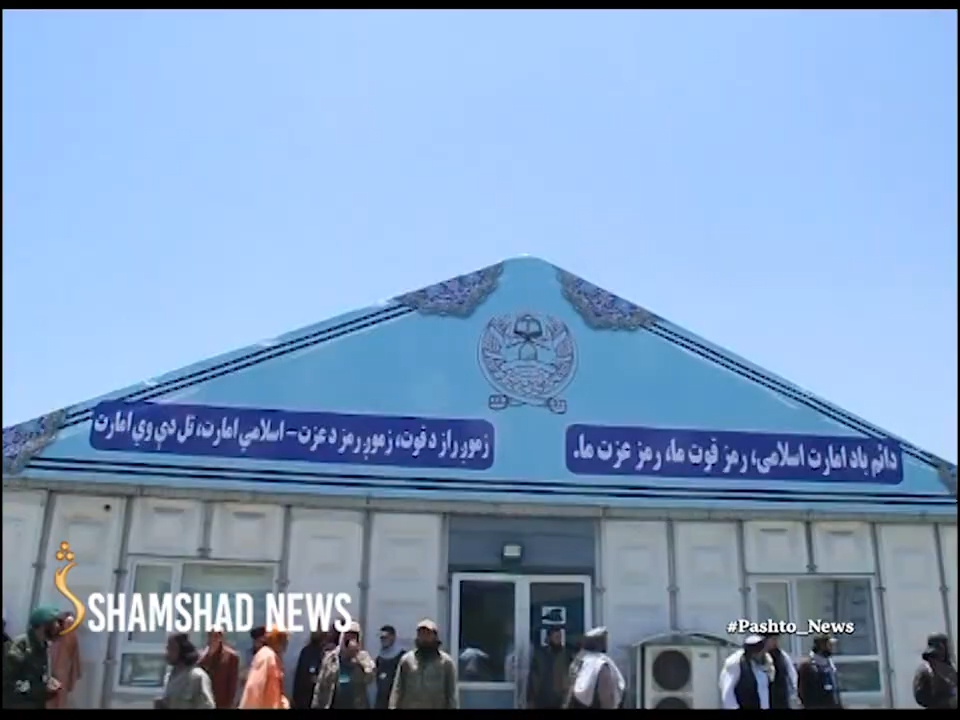 زموږ راز د قوت، زموږ رمز د عزت - اسلامي امارت، تل دې وي امارت
دائم باد امارت اسلامی، رمز قوت ما، رمز عزت ما.
SHAMSHAD NEWS
#Pashto_News